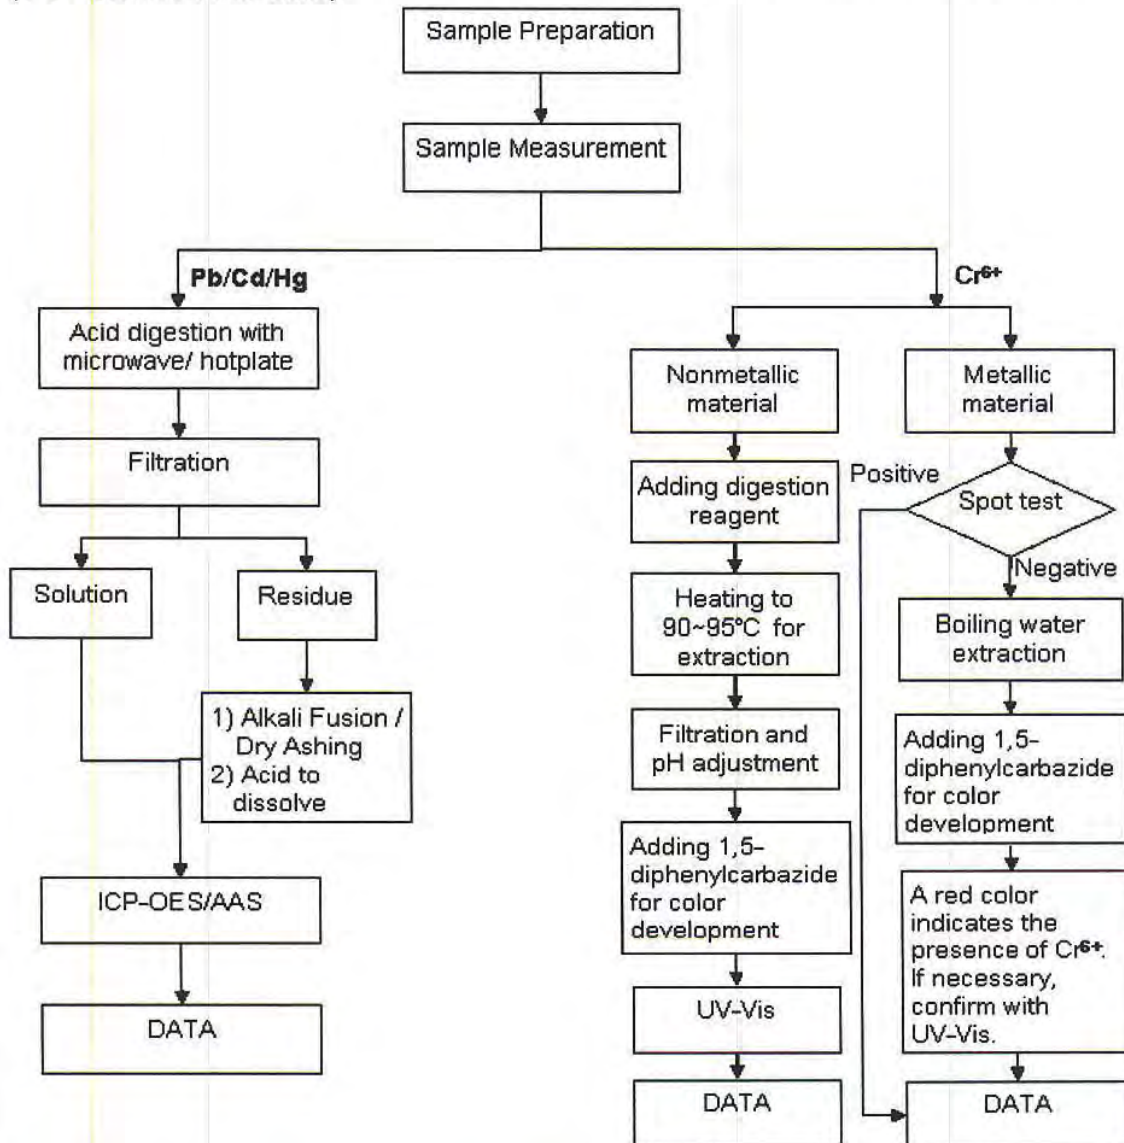 Sample Preparation
Sample Measurement
Pb/Cd/Hg
Cr6+
Acid digestion with
microwave/ hotplate
Filtration
Solution
Residue
1) Alkali Fusion /
Dry Ashing
2) Acid to
dissolve
ICP-OES/AAS
DATA
Nonmetallic
material
Adding digestion
reagent
Heating to
90~95°C for
extraction
Filtration and
pH adjustment
Adding 1,5-
diphenylcarbazide
for color
development
UV-Vis
DATA
Metallic
material
Positive
Spot test
Negative
Boiling water
extraction
Adding 1,5-
diphenylcarbazide
for color
development
A red color
indicates the
presence of Cr6+.
If necessary,
confirm with
UV-Vis.
DATA